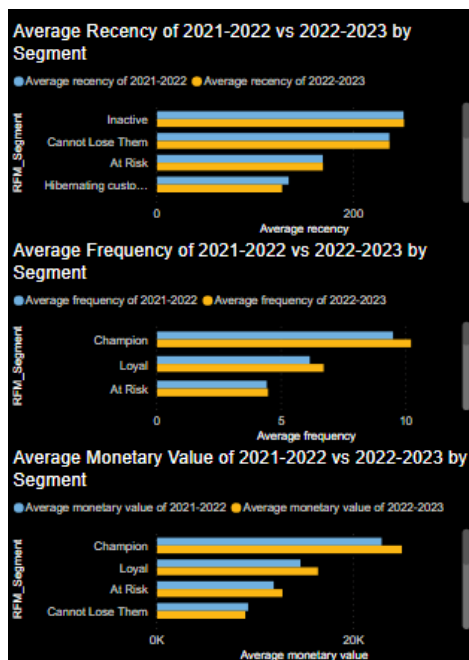 Average Recency of 2021-2022 vs 2022-2023 by
Segment
Average recency of 2021-2022 Average recency of 2022-2023
RFM_Segment
Inactive
Cannot Lose Them
At Risk
Hibernating custo...
0 200
Average recency
Average Frequency of 2021-2022 vs 2022-2023 by
Segment
Average frequency of 2021-2022 Average frequency of 2022-2023
RFM_Segment
Champion
Loyal
At Risk
0 5 10
Average frequency
Average Monetary Value of 2021-2022 vs 2022-2023 by
Segment
Average monetary value of 2021-2022 Average monetary value of 2022-2023
RFM_Segment
Champion
Loyal
At Risk
Cannot Lose Them
0K 20K
Average monetary value